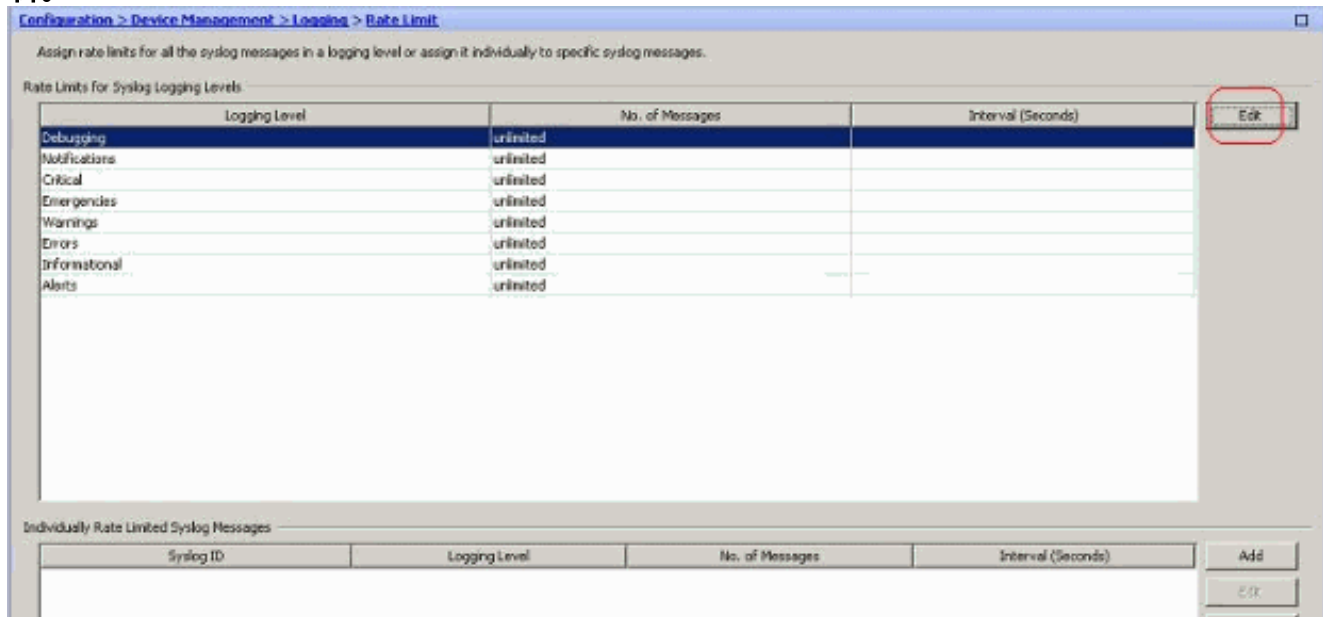 Configuration > Device Management > Logging > Rate Limit
Assign rate limits for all the syslog messages in a logging level or assign it individually to specific syslog messages.
Rate Limits for Syslog Logging Levels
Logging Level No. of Messages Interval (Seconds) Edit
Debugging unlimited
Notifications unlimited
Critical unlimited
Emergencies unlimited
Warnings unlimited
Errors unlimited
Informational unlimited
Alerts unlimited
Individually Rate Limited Syslog Messages
Syslog ID Logging Level No. of Messages Interval (Seconds) Add
Edit